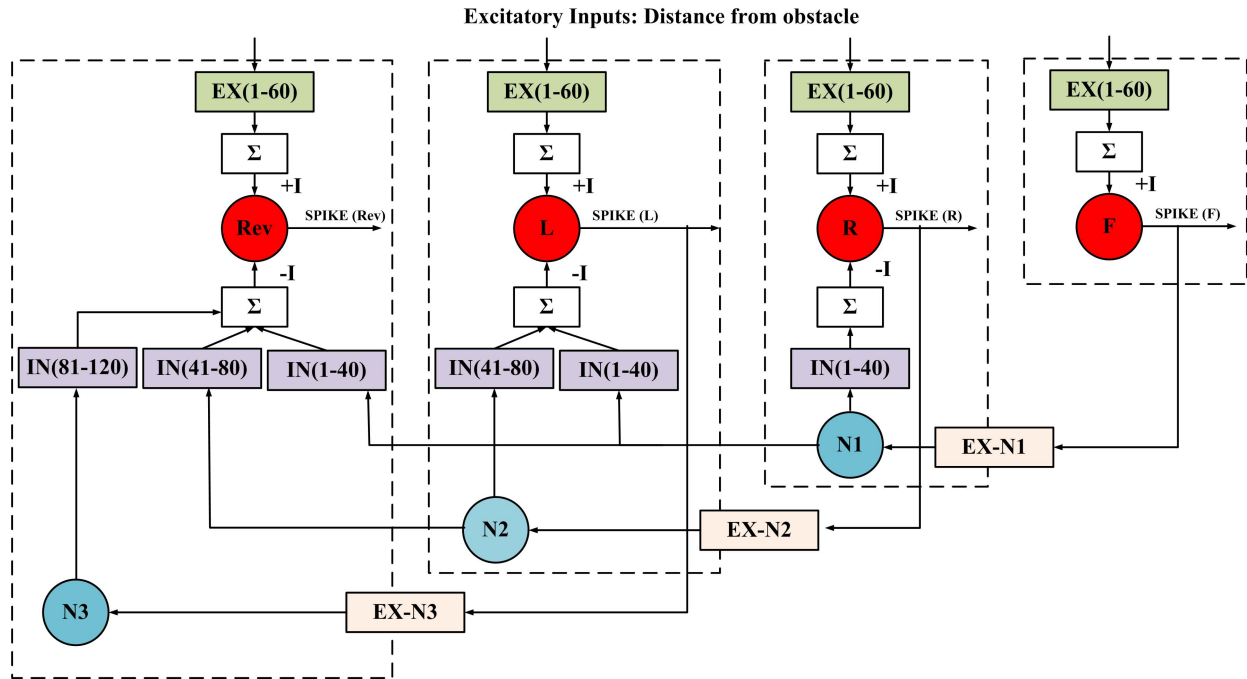 Excitatory Inputs: Distance from obstacle
EX(1-60) EX(1-60) EX(1-60) EX(1-60)
Σ Σ Σ Σ
+I +I +I +I
Rev SPIKE (Rev) L SPIKE (L) R SPIKE (R) F SPIKE (F)
-I -I -I
Σ Σ Σ
IN(81-120) IN(41-80) IN(1-40) IN(41-80) IN(1-40) IN(1-40)
N1 EX-N1
N2 EX-N2
N3 EX-N3